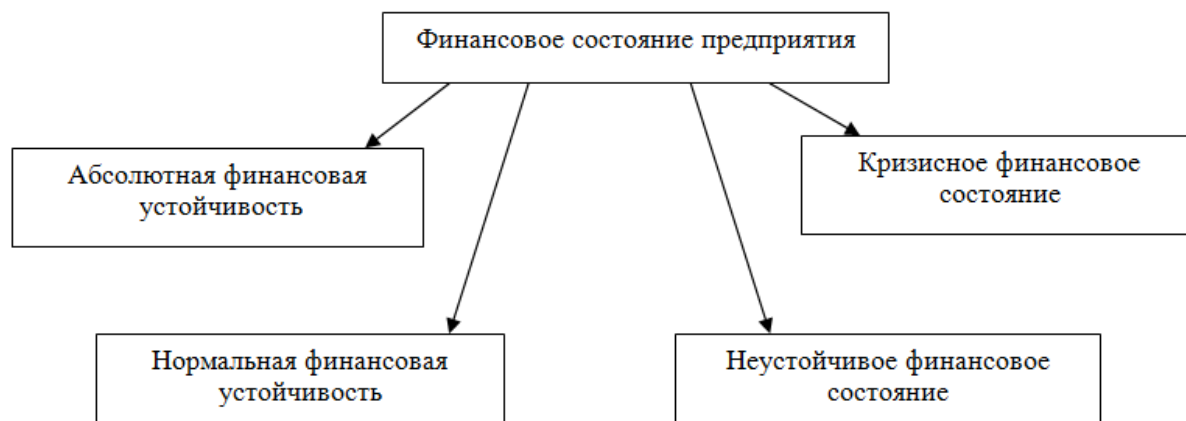 Финансовое состояние предприятия
Абсолютная финансовая
устойчивость
Кризисное финансовое
состояние
Нормальная финансовая
устойчивость
Неустойчивое финансовое
состояние